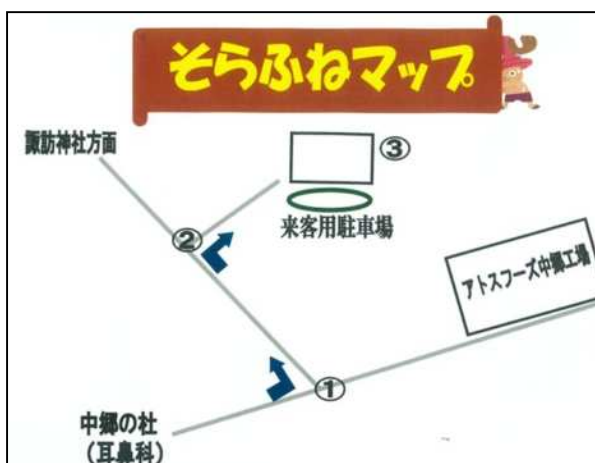 そらふねマップ
諏訪神社方面
③
来客用駐車場
②
アトスフーズ中郷工場
①
中郷の杜
(耳鼻科)